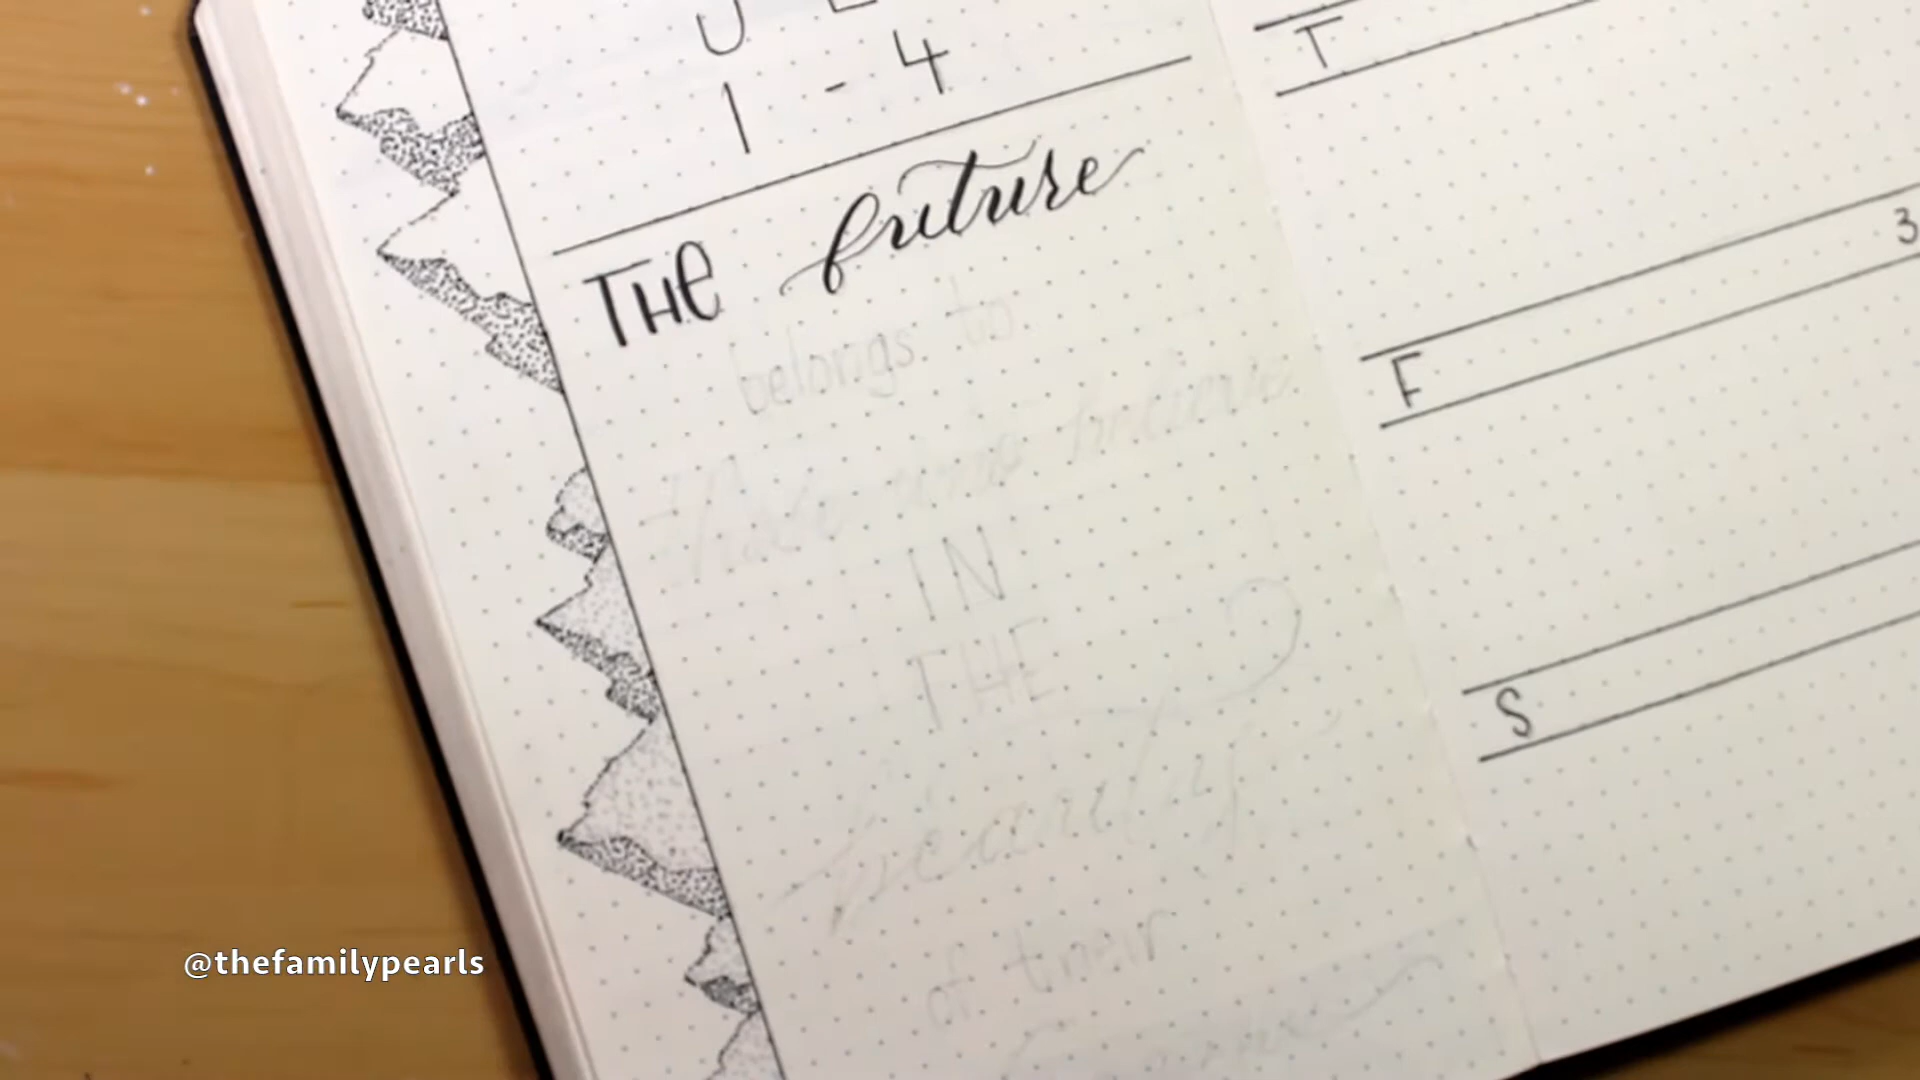 1 - 4
T
THE future
belongs to
those who believe
IN
THE
beauty
of their
3
F
S
@thefamilypearls